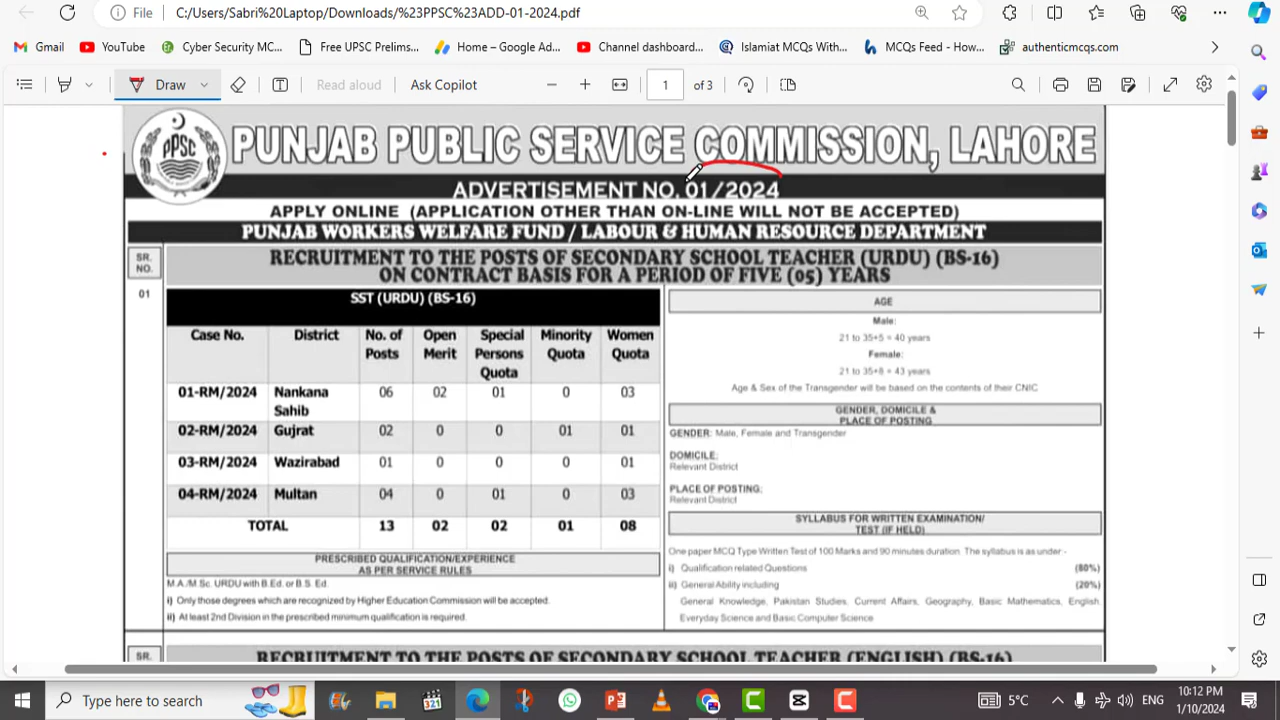 File
C:/Users/Sabri%20Laptop/Downloads/%23PPSC%23ADD-01-2024.pdf
Gmail
YouTube
Cyber Security MC...
Free UPSC Prelims...
Home – Google Ad...
Channel dashboard...
Islamiat MCQs With...
MCQs Feed - How...
authenticmcqs.com
Draw
Read aloud
Ask Copilot
1 of 3
PPSC
PUNJAB PUBLIC SERVICE COMMISSION, LAHORE
ADVERTISEMENT NO. 01/2024
APPLY ONLINE (APPLICATION OTHER THAN ON-LINE WILL NOT BE ACCEPTED)
PUNJAB WORKERS WELFARE FUND / LABOUR & HUMAN RESOURCE DEPARTMENT
SR. NO.
RECRUITMENT TO THE POSTS OF SECONDARY SCHOOL TEACHER (URDU) (BS-16)
ON CONTRACT BASIS FOR A PERIOD OF FIVE (05) YEARS
01
SST (URDU) (BS-16)
Case No. District No. of Posts Open Merit Special Persons Quota Minority Quota Women Quota
01-RM/2024 Nankana Sahib 06 02 01 0 03
02-RM/2024 Gujrat 02 0 0 01 01
03-RM/2024 Wazirabad 01 0 0 0 01
04-RM/2024 Multan 04 0 01 0 03
TOTAL 13 02 02 01 08
PRESCRIBED QUALIFICATION/EXPERIENCE
AS PER SERVICE RULES
M.A./M Sc. URDU with B.Ed. or B.S. Ed.
i) Only those degrees which are recognized by Higher Education Commission will be accepted.
ii) At least 2nd Division in the prescribed minimum qualification is required.
AGE
Male:
21 to 35+5 = 40 years
Female:
21 to 35+8 = 43 years
Age & Sex of the Transgender will be based on the contents of their CNIC
GENDER, DOMICILE &
PLACE OF POSTING
GENDER: Male, Female and Transgender
DOMICILE:
Relevant District
PLACE OF POSTING:
Relevant District
SYLLABUS FOR WRITTEN EXAMINATION/
TEST (IF HELD)
One paper MCQ Type Written Test of 100 Marks and 90 minutes duration. The syllabus is as under:-
i) Qualification related Questions (80%)
ii) General Ability including (20%)
General Knowledge, Pakistan Studies, Current Affairs, Geography, Basic Mathematics, English
Everyday Science and Basic Computer Science
SR.
RECRUITMENT TO THE POSTS OF SECONDARY SCHOOL TEACHER (ENGLISH) (BS-16)
Type here to search
5°C
ENG
10:12 PM
1/10/2024